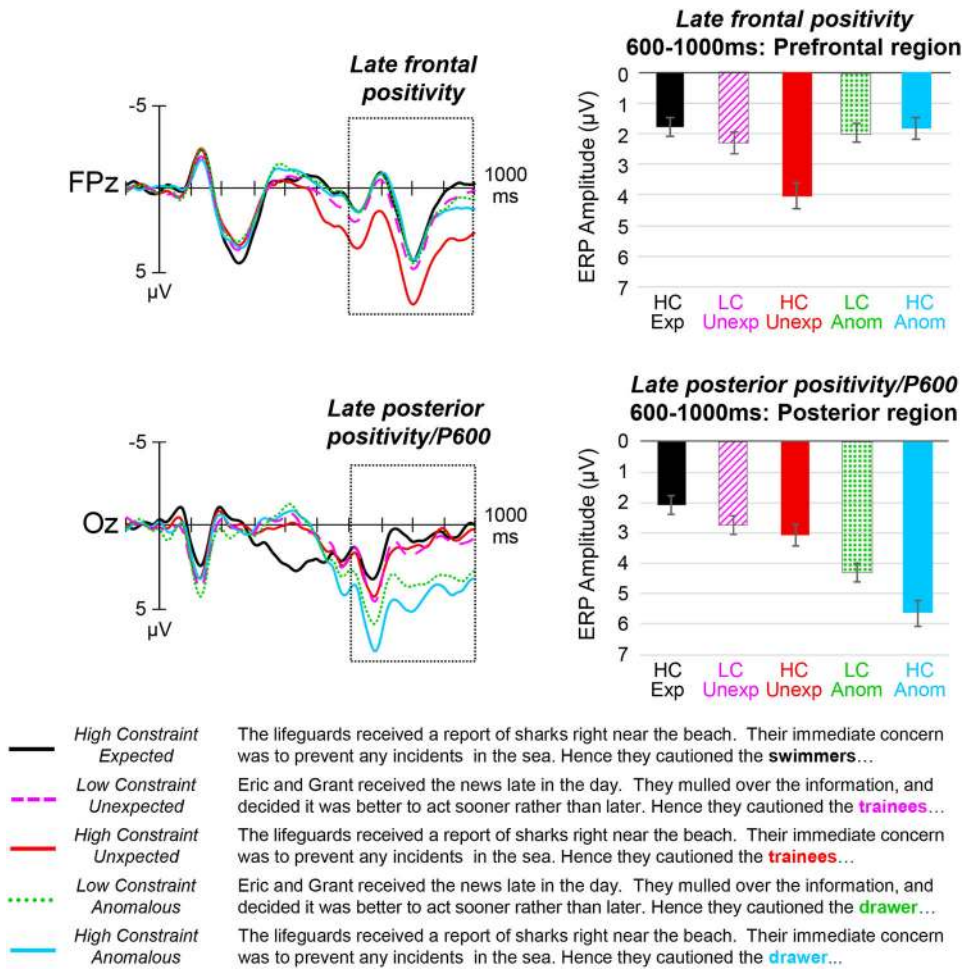 Late frontal
positivity
-5
FPz
5
μV
1000
ms
Late frontal positivity
600-1000ms: Prefrontal region
ERP Amplitude (μV)
0
1
2
3
4
5
6
7
HC Exp
LC Unexp
HC Unexp
LC Anom
HC Anom
Late posterior
positivity/P600
-5
Oz
5
μV
1000
ms
Late posterior positivity/P600
600-1000ms: Posterior region
ERP Amplitude (μV)
0
1
2
3
4
5
6
7
HC Exp
LC Unexp
HC Unexp
LC Anom
HC Anom
High Constraint
Expected
The lifeguards received a report of sharks right near the beach. Their immediate concern
was to prevent any incidents in the sea. Hence they cautioned the swimmers…
Low Constraint
Unexpected
Eric and Grant received the news late in the day. They mulled over the information, and
decided it was better to act sooner rather than later. Hence they cautioned the trainees…
High Constraint
Unxpected
The lifeguards received a report of sharks right near the beach. Their immediate concern
was to prevent any incidents in the sea. Hence they cautioned the trainees…
Low Constraint
Anomalous
Eric and Grant received the news late in the day. They mulled over the information, and
decided it was better to act sooner rather than later. Hence they cautioned the drawer…
High Constraint
Anomalous
The lifeguards received a report of sharks right near the beach. Their immediate concern
was to prevent any incidents in the sea. Hence they cautioned the drawer...